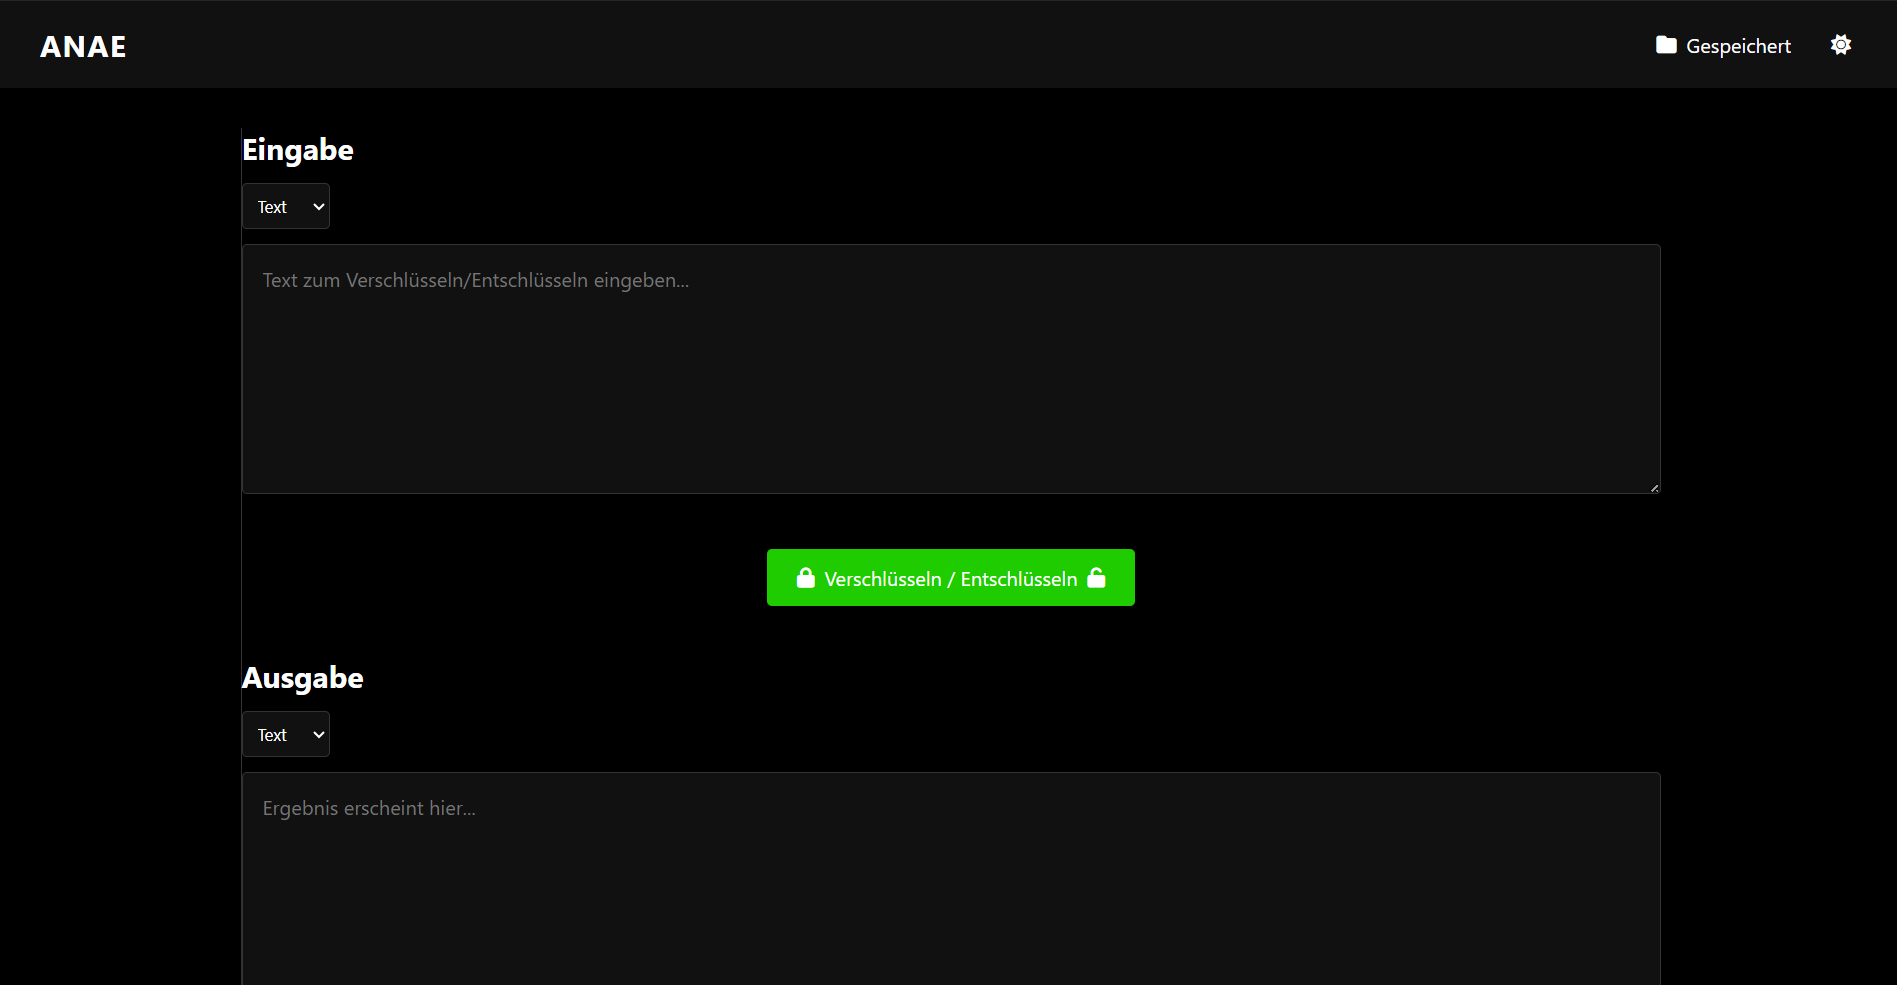 ANAE
Gespeichert
Eingabe
Text
Text zum Verschlüsseln/Entschlüsseln eingeben...
Verschlüsseln / Entschlüsseln
Ausgabe
Text
Ergebnis erscheint hier...